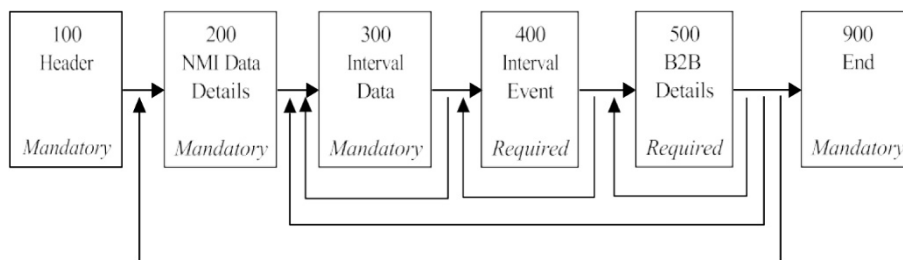 100
Header
Mandatory
200
NMI Data
Details
Mandatory
300
Interval
Data
Mandatory
400
Interval
Event
Required
500
B2B
Details
Required
900
End
Mandatory